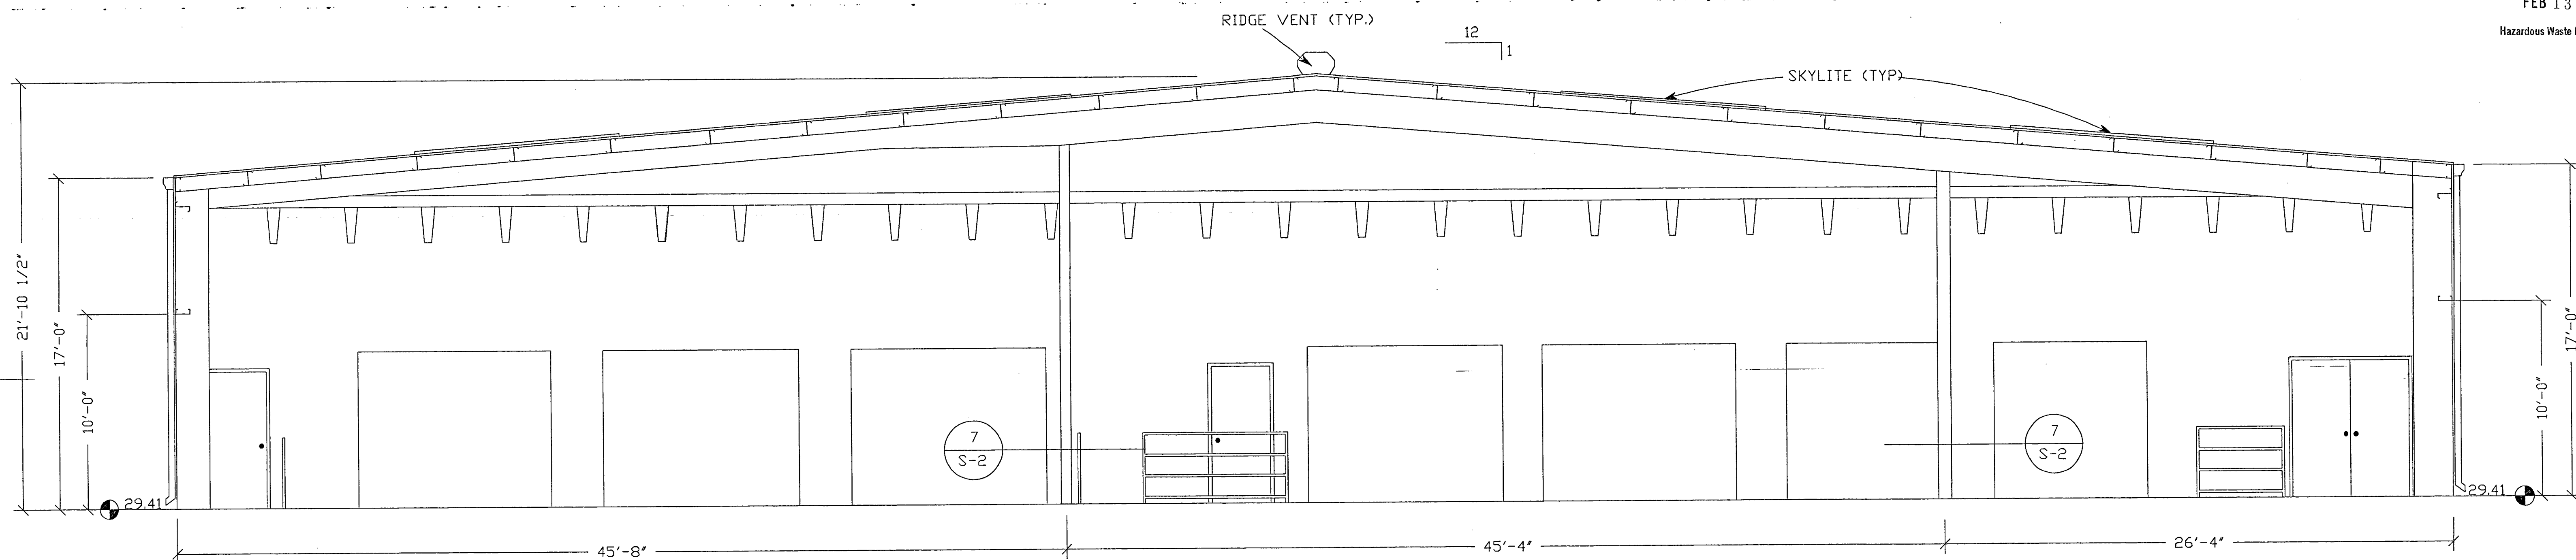 FEB 13
Hazardous Waste
RIDGE VENT (TYP.)
12
1
SKYLITE (TYP)
21'-10 1/2"
17'-0"
10'-0"
17'-0"
10'-0"
7
S-2
7
S-2
29.41
29.41
45'-8"
45'-4"
26'-4"